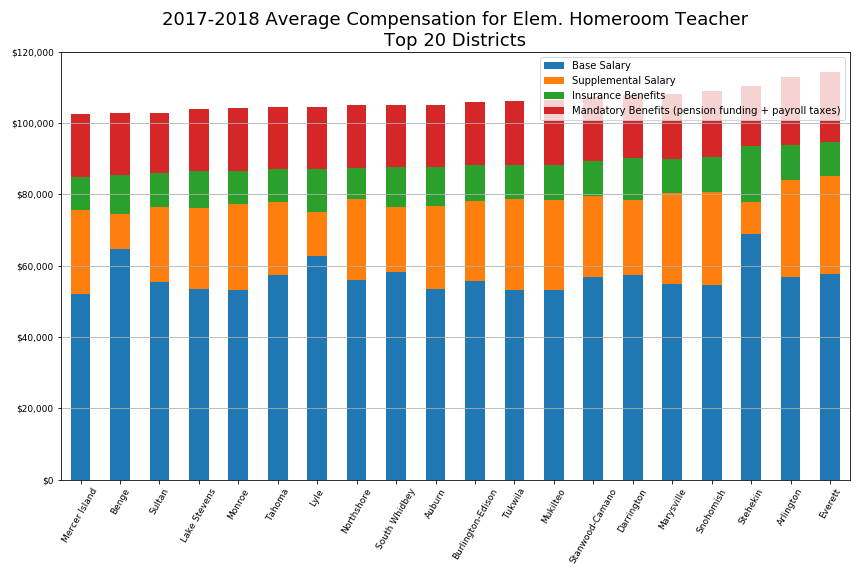 2017-2018 Average Compensation for Elem. Homeroom Teacher
Top 20 Districts
$120,000
$100,000
$80,000
$60,000
$40,000
$20,000
$0
Base Salary
Supplemental Salary
Insurance Benefits
Mandatory Benefits (pension funding + payroll taxes)
Mercer Island
Benge
Sultan
Lake Stevens
Monroe
Tahoma
Lyle
Northshore
South Whidbey
Auburn
Burlington-Edison
Tukwila
Mukilteo
Stanwood-Camano
Darrington
Marysville
Snohomish
Stehekin
Arlington
Everett